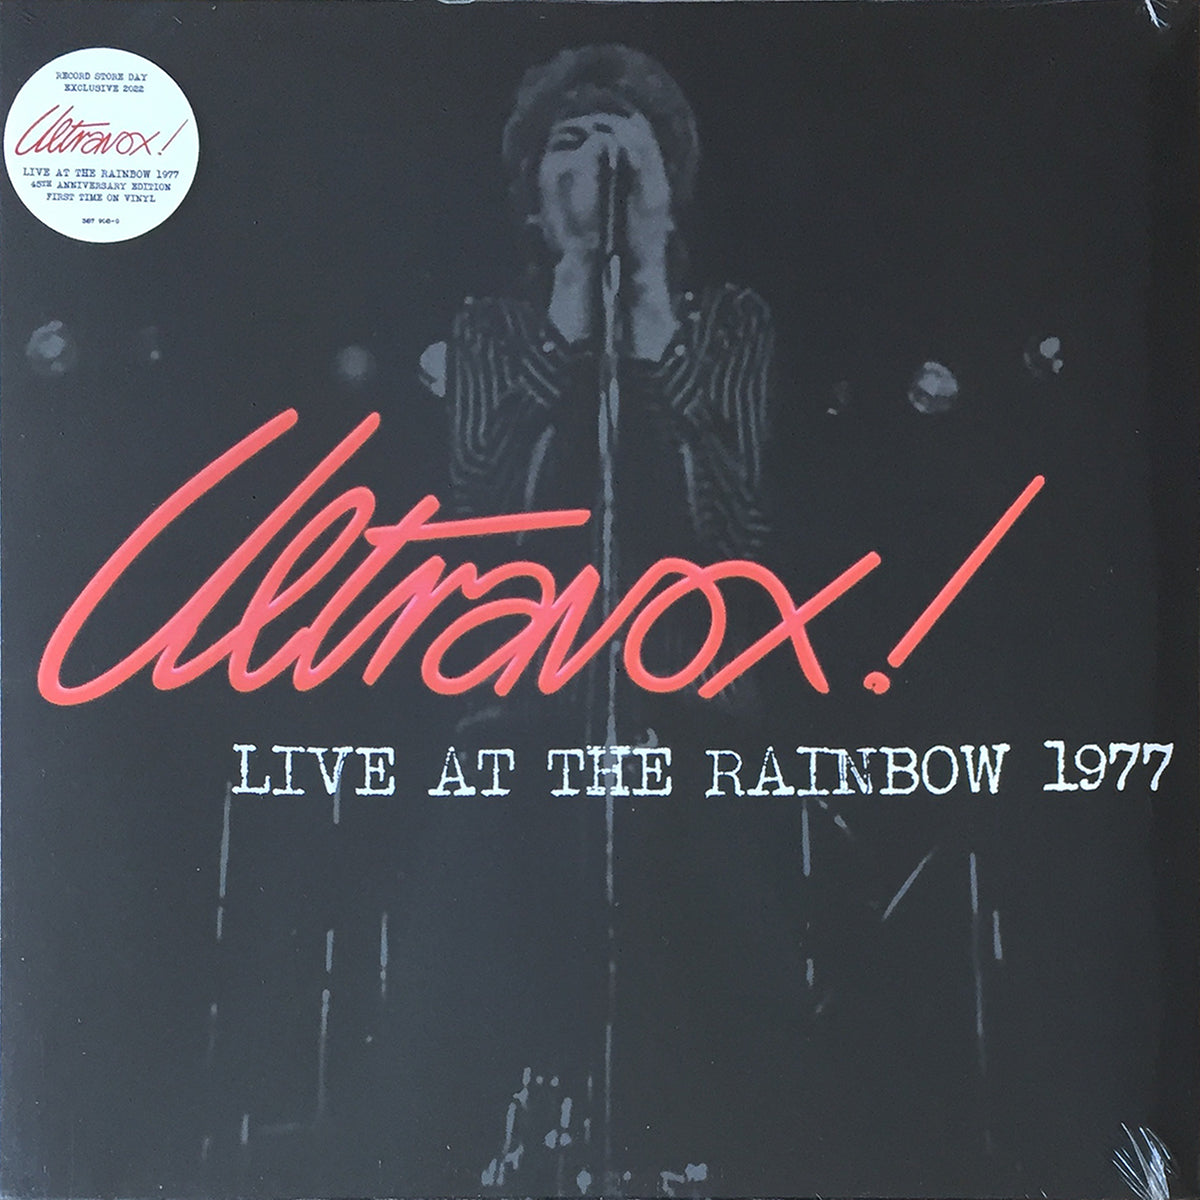 RECORD STORE DAY
EXCLUSIVE 2022
Ultravox!
LIVE AT THE RAINBOW 1977
45TH ANNIVERSARY EDITION
FIRST TIME ON VINYL
Ultravox!
LIVE AT THE RAINBOW 1977